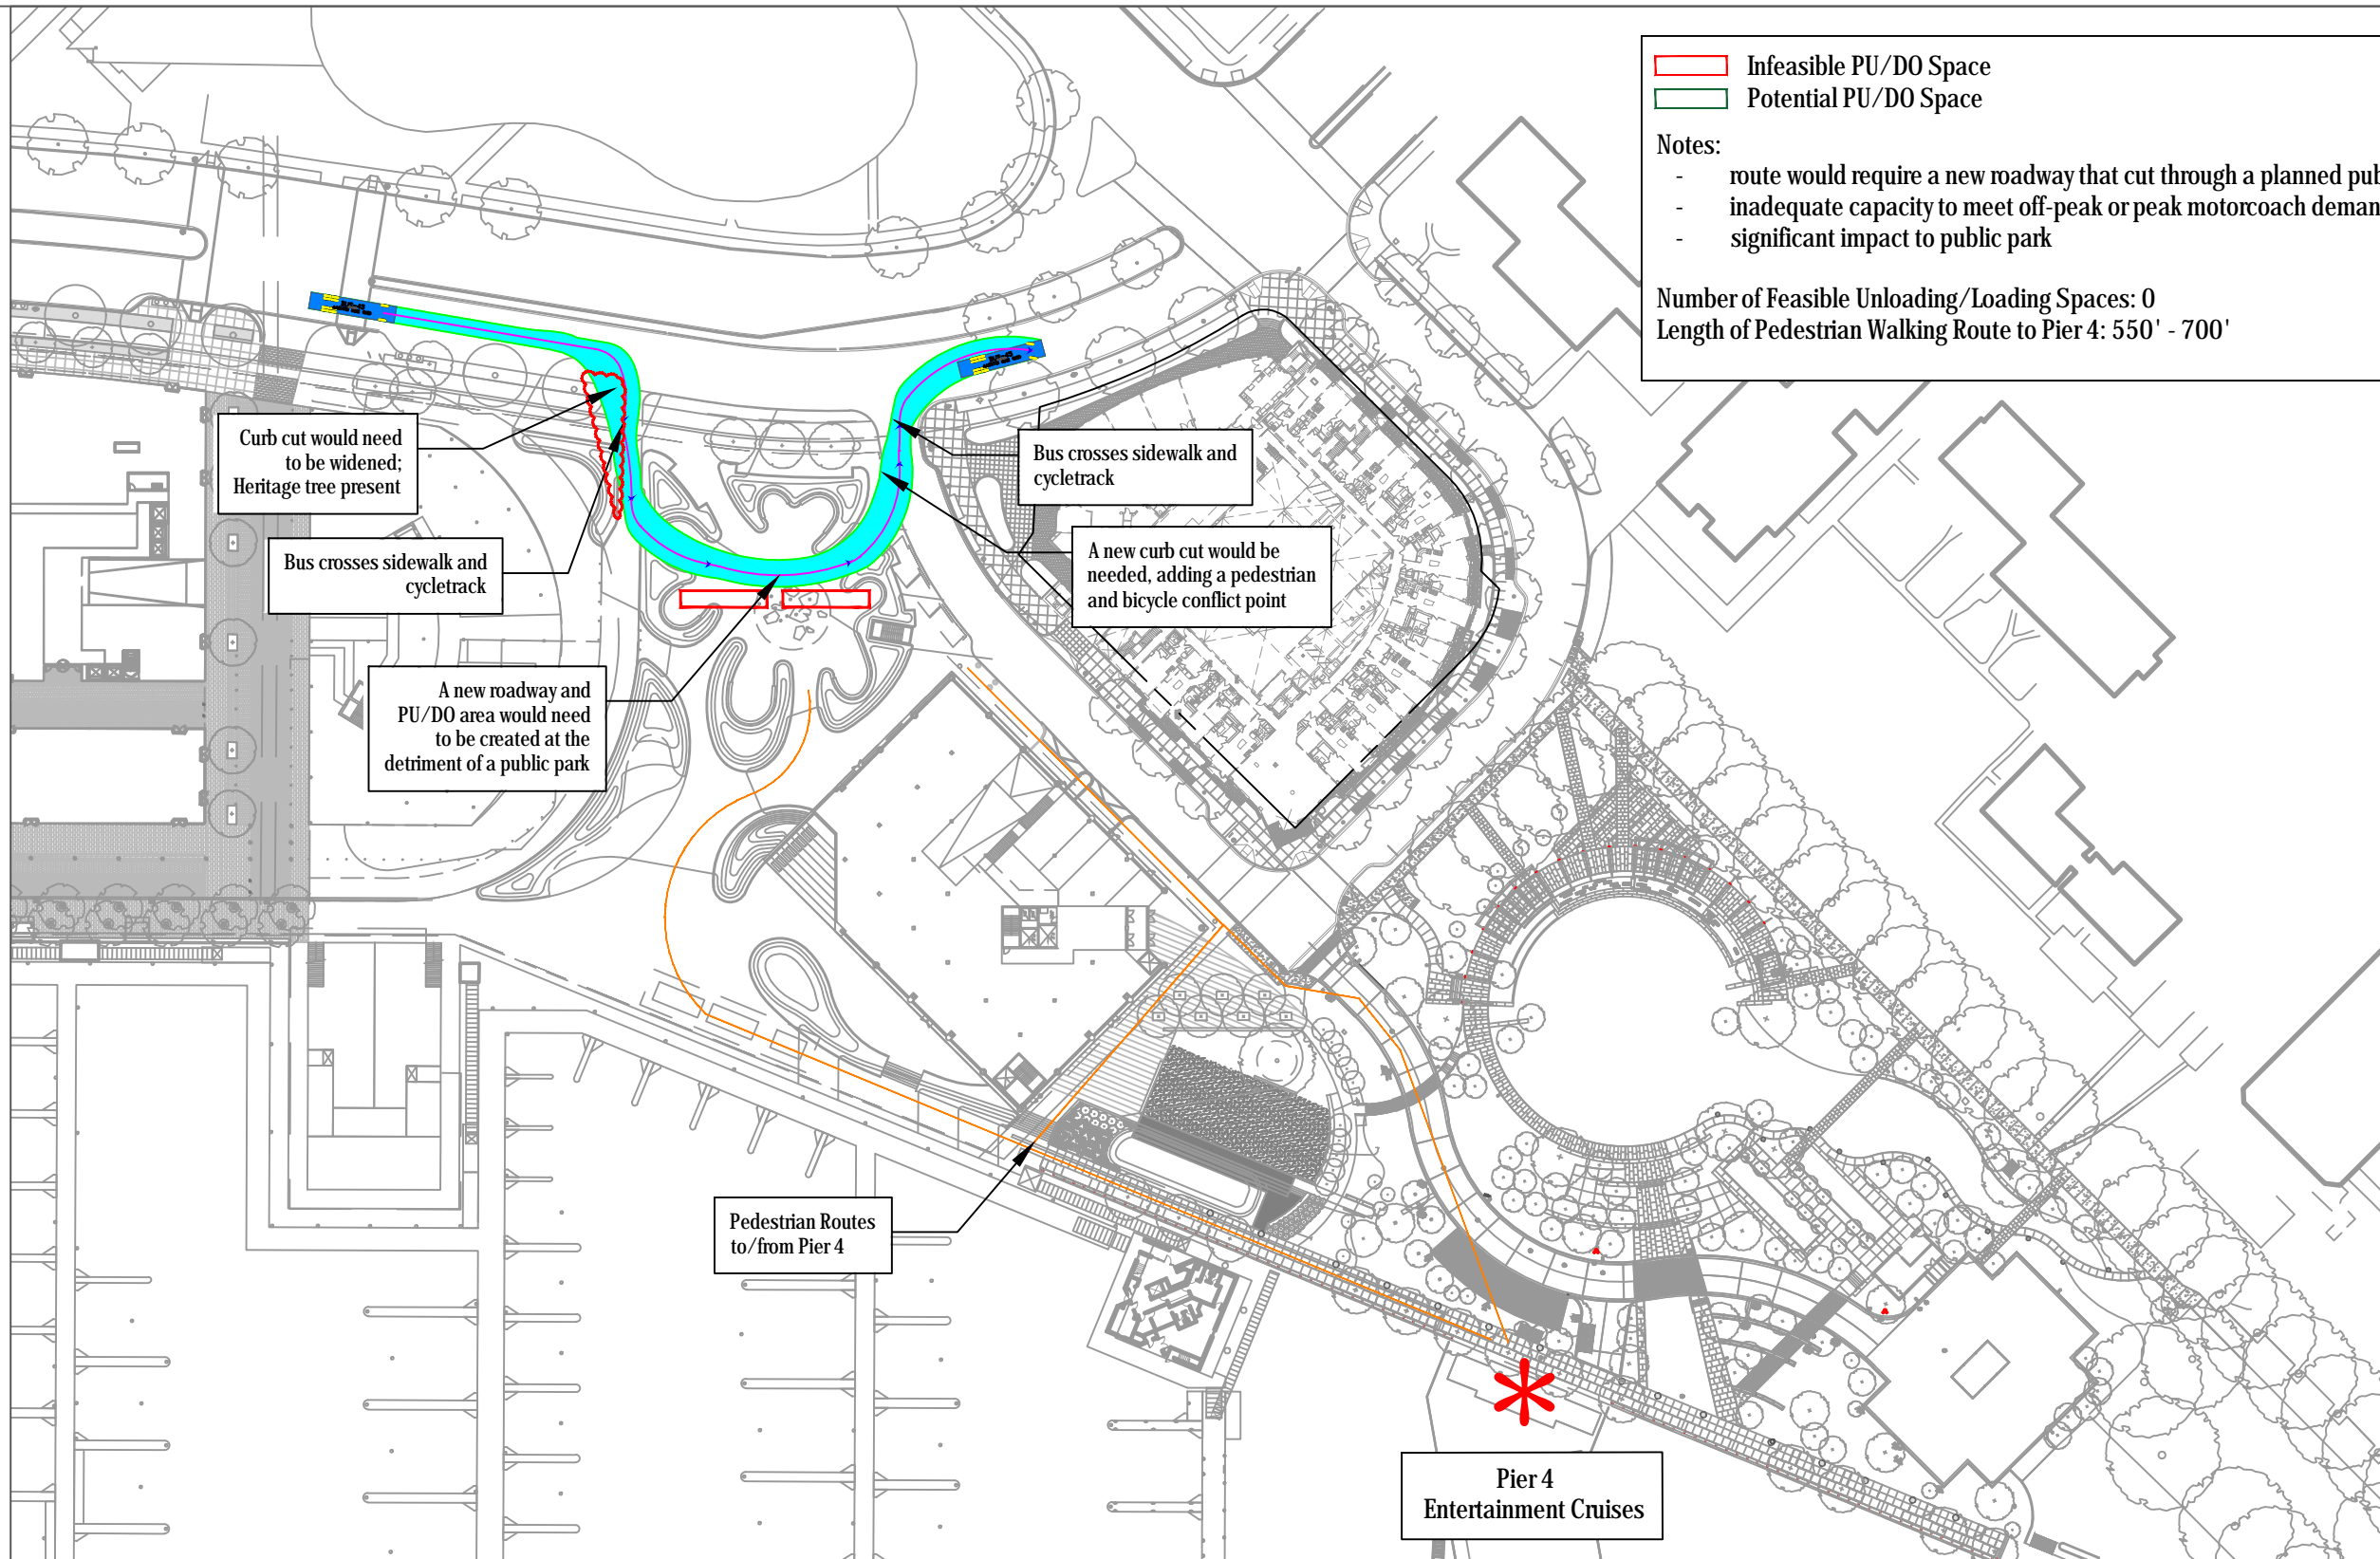 Infeasible PU/DO Space
Potential PU/DO Space
Notes:
- route would require a new roadway that cut through a planned pub
- inadequate capacity to meet off-peak or peak motorcoach deman
- significant impact to public park
Number of Feasible Unloading/Loading Spaces: 0
Length of Pedestrian Walking Route to Pier 4: 550' - 700'
Curb cut would need
to be widened;
Heritage tree present
Bus crosses sidewalk and
cycletrack
Bus crosses sidewalk and
cycletrack
A new curb cut would be
needed, adding a pedestrian
and bicycle conflict point
A new roadway and
PU/DO area would need
to be created at the
detriment of a public park
Pedestrian Routes
to/from Pier 4
Pier 4
Entertainment Cruises